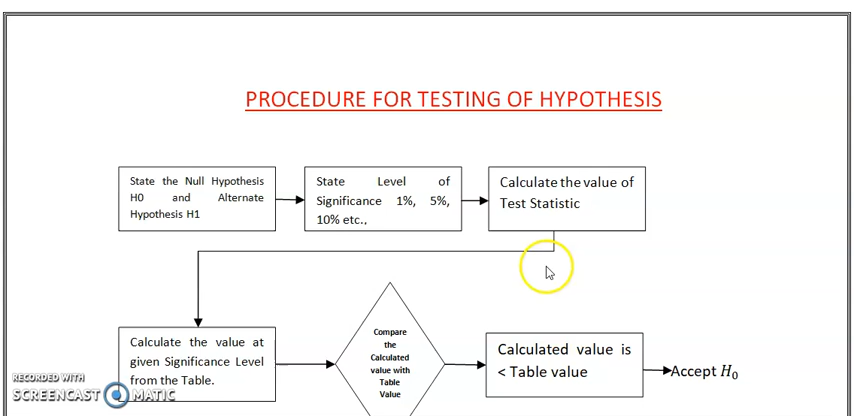 PROCEDURE FOR TESTING OF HYPOTHESIS
State the Null Hypothesis
H0 and Alternate
Hypothesis H1
State Level of
Significance 1%, 5%,
10% etc.,
Calculate the value of
Test Statistic
Calculate the value at
given Significance Level
from the Table.
Compare
the
Calculated
value with
Table
Value
Calculated value is
< Table value
Accept H₀
RECORDED WITH
SCREENCAST MATIC